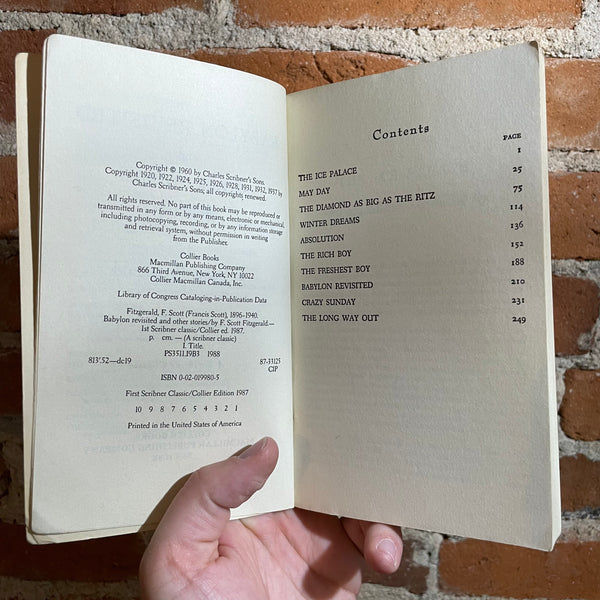 Copyright © 1960 by Charles Scribner's Sons.
Copyright 1920, 1922, 1924, 1925, 1926, 1928, 1931, 1932, 1937 by
Charles Scribner's Sons; all copyrights renewed.
All rights reserved. No part of this book may be reproduced or
transmitted in any form or by any means, electronic or mechanical,
including photocopying, recording, or by any information storage
and retrieval system, without permission in writing
from the Publisher.
Collier Books
Macmillan Publishing Company
866 Third Avenue, New York, NY 10022
Collier Macmillan Canada, Inc.
Library of Congress Cataloging-in-Publication Data
Fitzgerald, F. Scott (Francis Scott), 1896-1940.
Babylon revisited and other stories/by F. Scott Fitzgerald.—
1st Scribner classic/Collier ed. 1987.
p. cm.—(A scribner classic)
I. Title.
PS3511.I9B3 1988
813'.52—dc19 87-33125
CIP
ISBN 0-02-019980-5
First Scribner Classic/Collier Edition 1987
10 9 8 7 6 5 4 3 2 1
Printed in the United States of America
Contents
PAGE
THE ICE PALACE 1
MAY DAY 25
THE DIAMOND AS BIG AS THE RITZ 75
WINTER DREAMS 114
ABSOLUTION 136
THE RICH BOY 152
THE FRESHEST BOY 188
BABYLON REVISITED 210
CRAZY SUNDAY 231
THE LONG WAY OUT 249